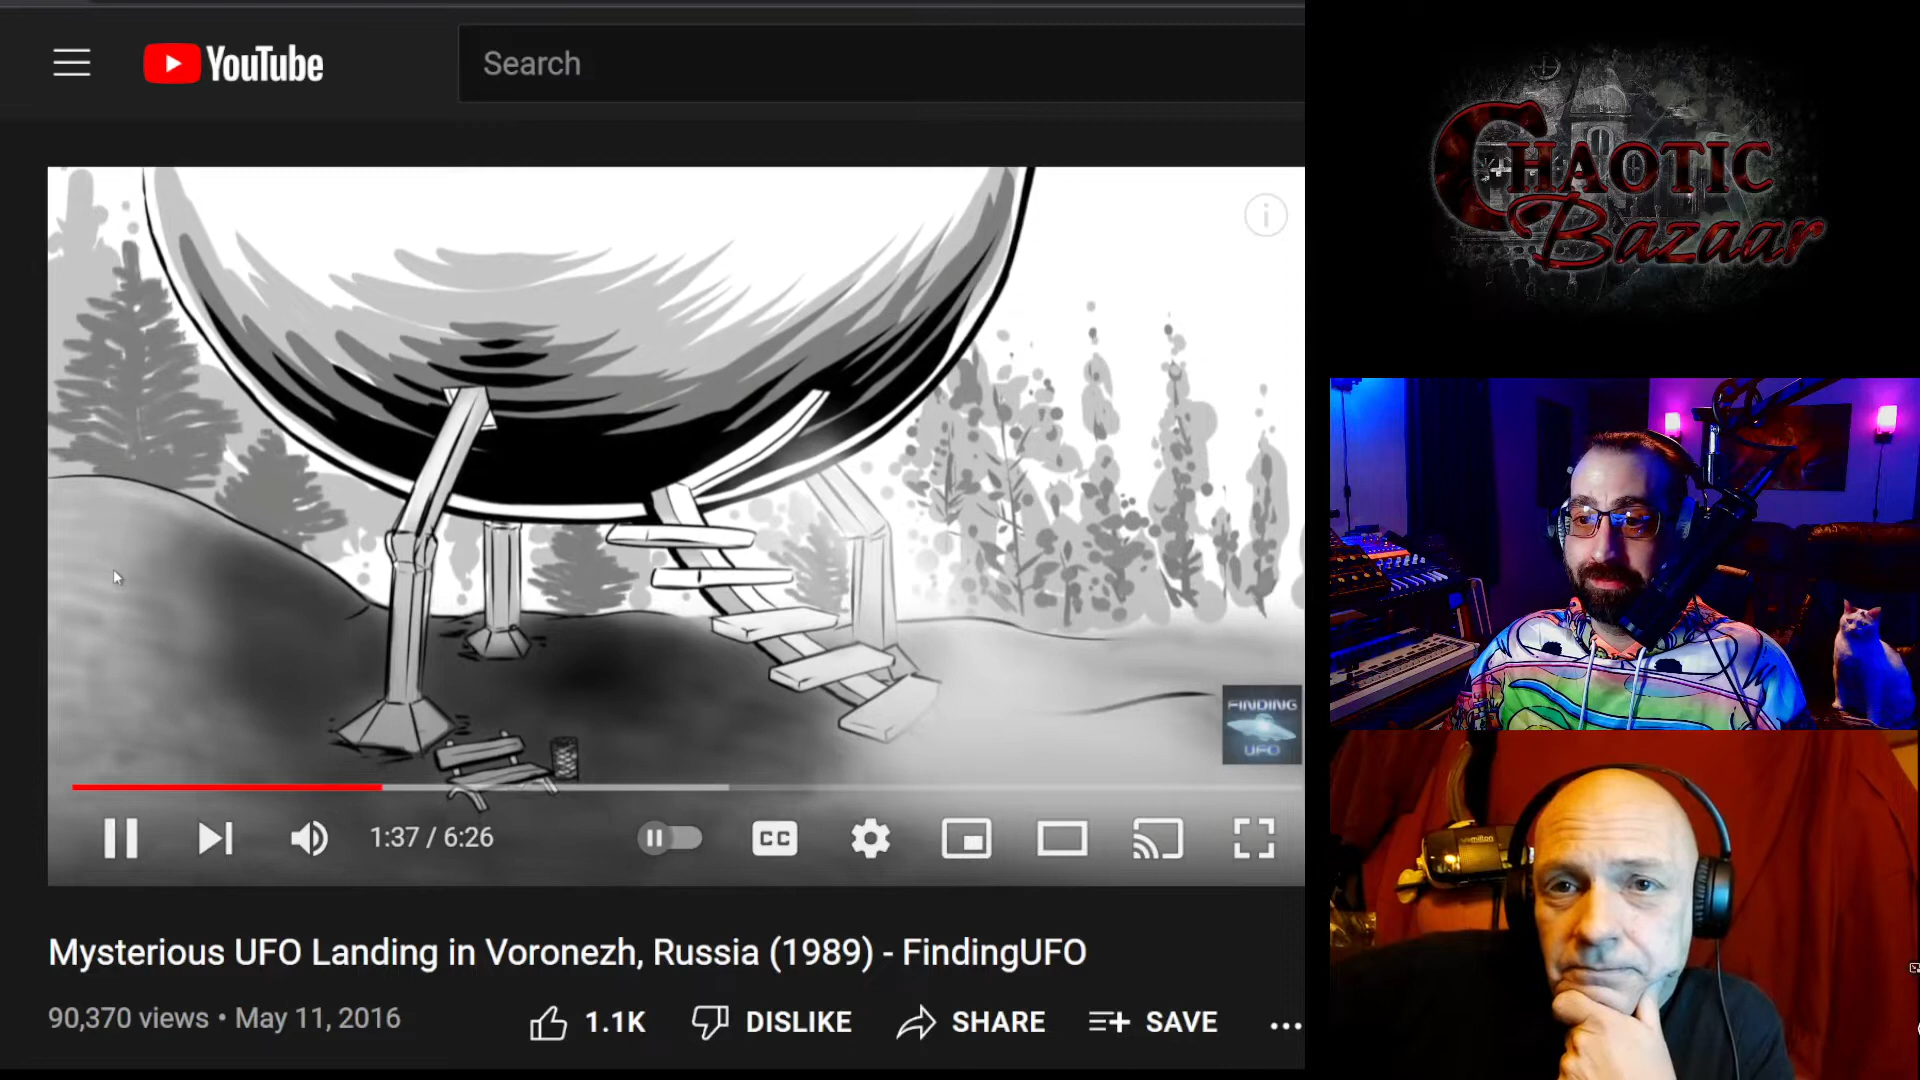 YouTube
Search
CHAOTIC
Bazaar
FINDING
UFO
1:37 / 6:26
CC
Mysterious UFO Landing in Voronezh, Russia (1989) - FindingUFO
90,370 views • May 11, 2016
1.1K
DISLIKE
SHARE
SAVE